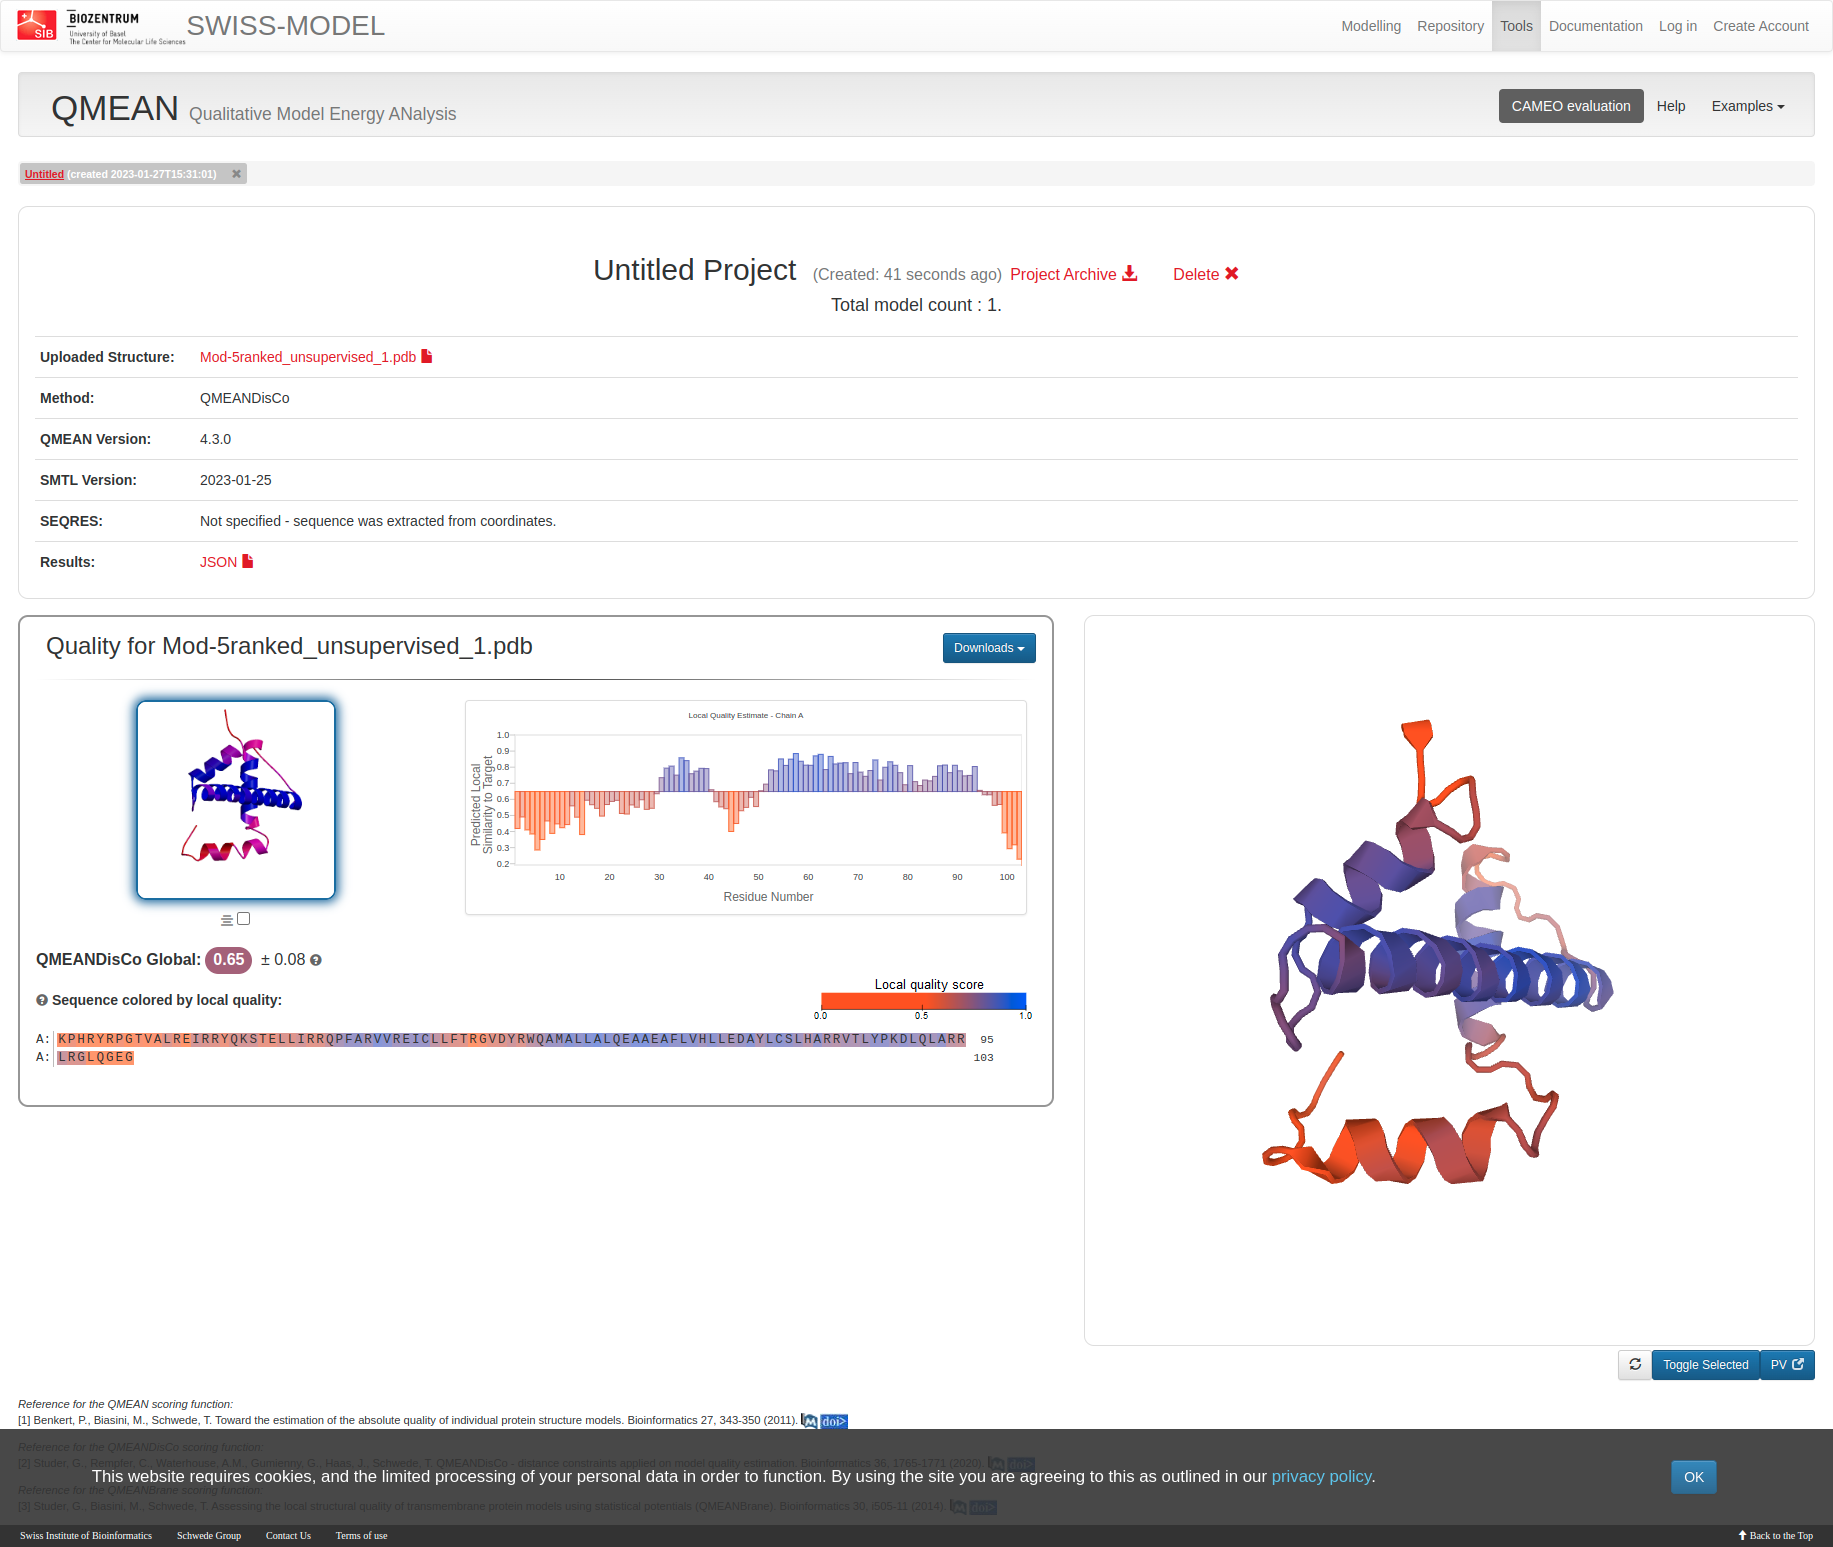 SIB BIOZENTRUM
University of Basel
The Center for Molecular Life Sciences
SWISS-MODEL
Modelling Repository Tools Documentation Log in Create Account
QMEAN Qualitative Model Energy ANalysis
CAMEO evaluation Help Examples
Untitled (created 2023-01-27T15:31:01) ✖
Untitled Project (Created: 41 seconds ago) Project Archive Delete ✖
Total model count : 1.
Uploaded Structure: Mod-5ranked_unsupervised_1.pdb
Method: QMEANDisCo
QMEAN Version: 4.3.0
SMTL Version: 2023-01-25
SEQRES: Not specified - sequence was extracted from coordinates.
Results: JSON
Quality for Mod-5ranked_unsupervised_1.pdb
Downloads
Local Quality Estimate - Chain A
Predicted Local
Similarity to Target
1.0
0.9
0.8
0.7
0.6
0.5
0.4
0.3
0.2
10 20 30 40 50 60 70 80 90 100
Residue Number
QMEANDisCo Global: 0.65 ± 0.08
Sequence colored by local quality:
Local quality score
0.0 0.5 1.0
A: KPHRYRPGTVALREIRRYQKSTELLIRRQPFARVVREICLLFTRGVDYRWQAMALLALQEAAEAFLVHLLEDAYLCSLHARRVTLYPKDLQLARR 95
A: LRGLQGEG 103
Toggle Selected PV
Reference for the QMEAN scoring function:
[1] Benkert, P., Biasini, M., Schwede, T. Toward the estimation of the absolute quality of individual protein structure models. Bioinformatics 27, 343-350 (2011). M doi>
Reference for the QMEANDisCo scoring function:
[2] Studer, G., Rempfer, C., Waterhouse, A.M., Gumienny, G., Haas, J., Schwede, T. QMEANDisCo - distance constraints applied on model quality estimation. Bioinformatics 36, 1765-1771 (2020). M doi>
This website requires cookies, and the limited processing of your personal data in order to function. By using the site you are agreeing to this as outlined in our privacy policy.
OK
Reference for the QMEANBrane scoring function:
[3] Studer, G., Biasini, M., Schwede, T. Assessing the local structural quality of transmembrane protein models using statistical potentials (QMEANBrane). Bioinformatics 30, i505-11 (2014). M doi>
Swiss Institute of Bioinformatics Schwede Group Contact Us Terms of use Back to the Top